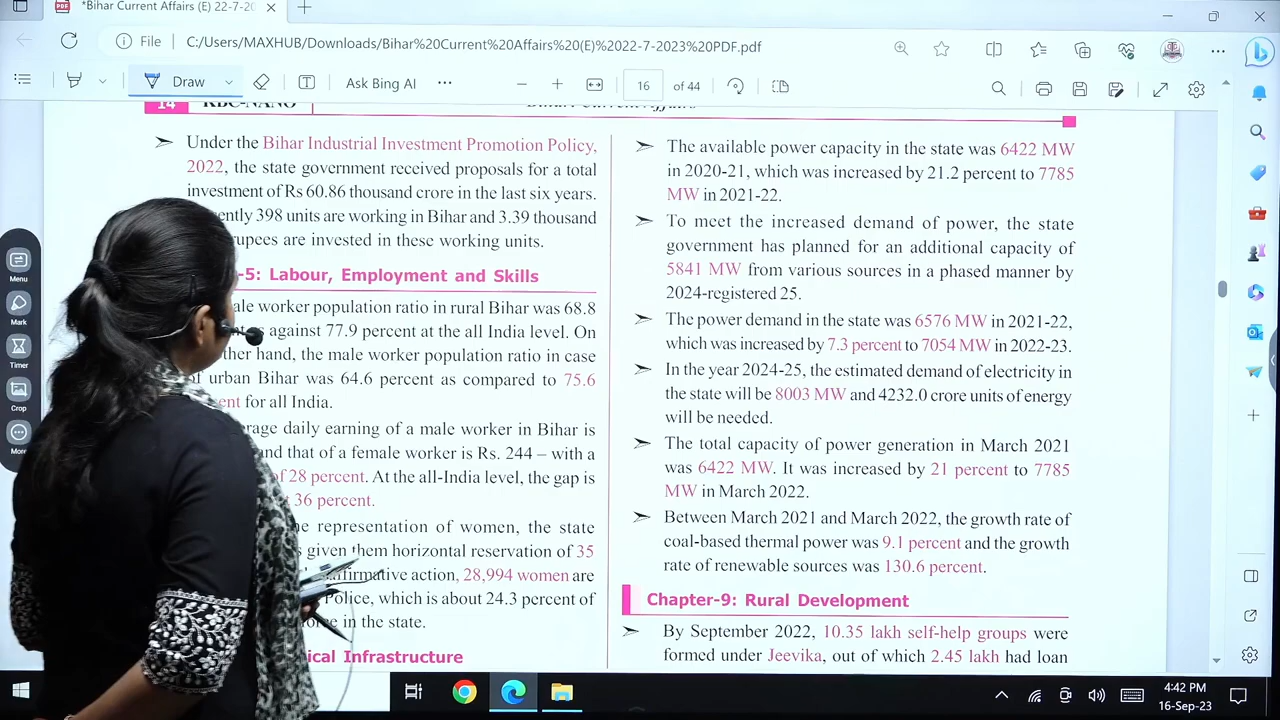 *Bihar Current Affairs (E) 22-7-20
File
C:/Users/MAXHUB/Downloads/Bihar%20Current%20Affairs%20(E)%2022-7-2023%20PDF.pdf
Draw
Ask Bing AI
16 of 44
14 KBC-NANO
Bihar: Current Affairs
➢ Under the Bihar Industrial Investment Promotion Policy,
2022, the state government received proposals for a total
investment of Rs 60.86 thousand crore in the last six years.
398 units are working in Bihar and 3.39 thousand
rupees are invested in these working units.
-5: Labour, Employment and Skills
worker population ratio in rural Bihar was 68.8
against 77.9 percent at the all India level. On
hand, the male worker population ratio in case
urban Bihar was 64.6 percent as compared to 75.6
for all India.
daily earning of a male worker in Bihar is
and that of a female worker is Rs. 244 – with a
of 28 percent. At the all-India level, the gap is
36 percent.
representation of women, the state
given them horizontal reservation of 35
action, 28,994 women are
Police, which is about 24.3 percent of
in the state.
Infrastructure
➢ The available power capacity in the state was 6422 MW
in 2020-21, which was increased by 21.2 percent to 7785
MW in 2021-22.
➢ To meet the increased demand of power, the state
government has planned for an additional capacity of
5841 MW from various sources in a phased manner by
2024-registered 25.
➢ The power demand in the state was 6576 MW in 2021-22,
which was increased by 7.3 percent to 7054 MW in 2022-23.
➢ In the year 2024-25, the estimated demand of electricity in
the state will be 8003 MW and 4232.0 crore units of energy
will be needed.
➢ The total capacity of power generation in March 2021
was 6422 MW. It was increased by 21 percent to 7785
MW in March 2022.
➢ Between March 2021 and March 2022, the growth rate of
coal-based thermal power was 9.1 percent and the growth
rate of renewable sources was 130.6 percent.
Chapter-9: Rural Development
➢ By September 2022, 10.35 lakh self-help groups were
formed under Jeevika, out of which 2.45 lakh had loan
Menu
Mark
Timer
Crop
More
4:42 PM
16-Sep-23